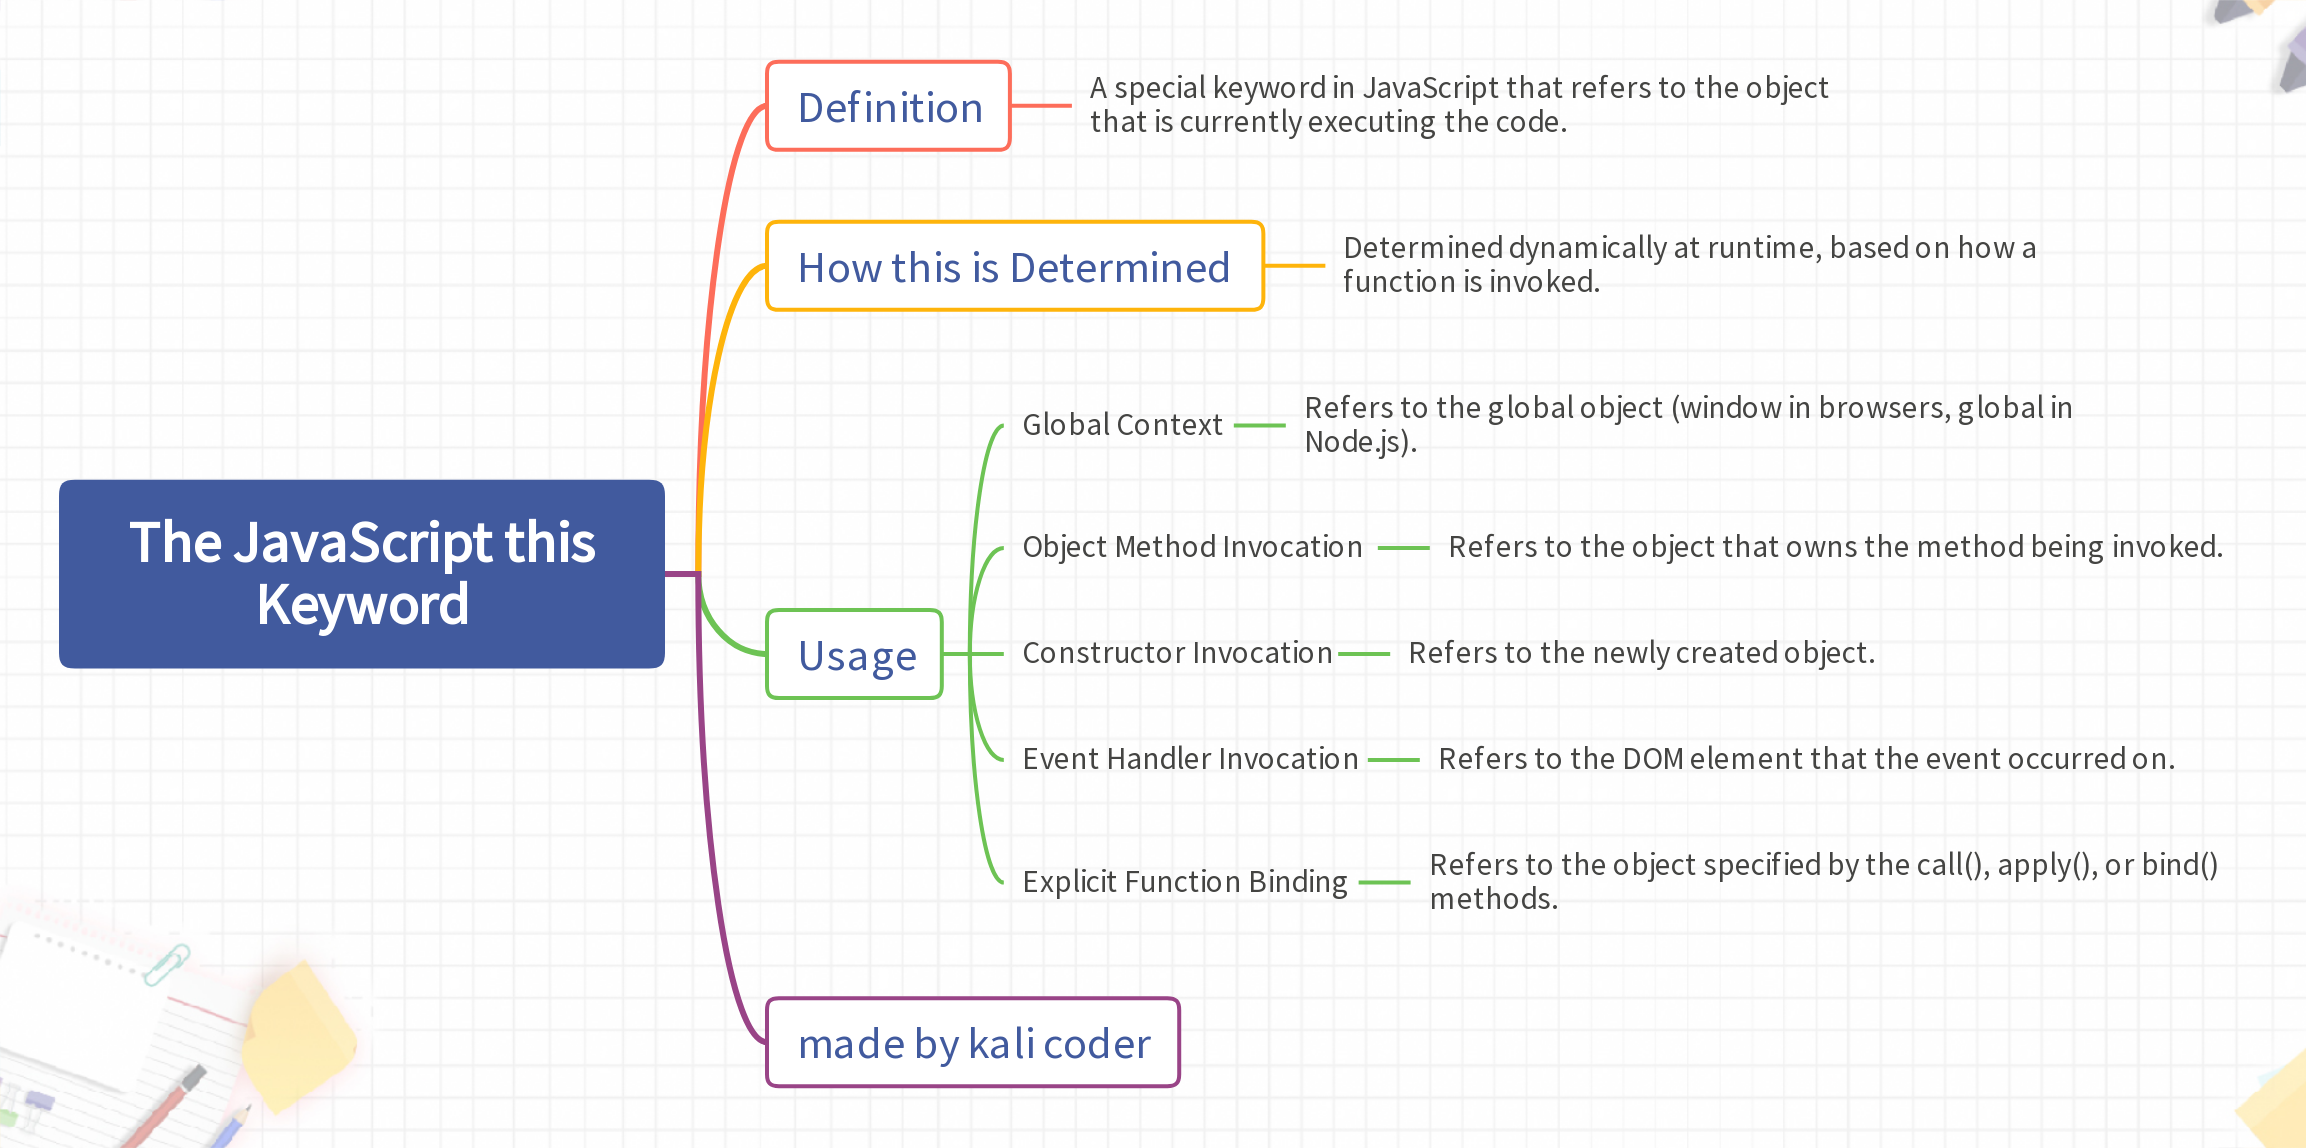 The JavaScript this
Keyword
Definition
A special keyword in JavaScript that refers to the object
that is currently executing the code.
How this is Determined
Determined dynamically at runtime, based on how a
function is invoked.
Usage
Global Context
Refers to the global object (window in browsers, global in
Node.js).
Object Method Invocation
Refers to the object that owns the method being invoked.
Constructor Invocation
Refers to the newly created object.
Event Handler Invocation
Refers to the DOM element that the event occurred on.
Explicit Function Binding
Refers to the object specified by the call(), apply(), or bind()
methods.
made by kali coder